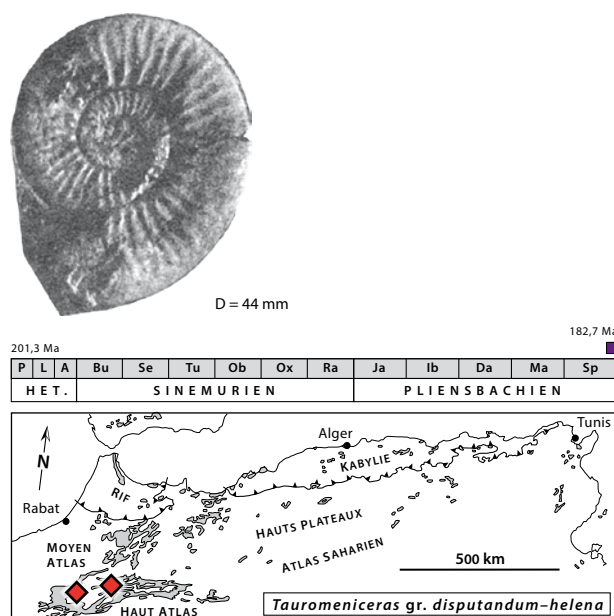 D = 44 mm
182,7 Ma
201,3 Ma
P L A Bu Se Tu Ob Ox Ra Ja Ib Da Ma Sp
HET. SINEMURIEN PLIENSBACHIEN
Tunis
Alger
N
KABYLIE
RIF
Rabat
HAUTS PLATEAUX
MOYEN
ATLAS
ATLAS SAHARIEN
500 km
HAUT ATLAS
Tauromeniceras gr. disputandum–helena